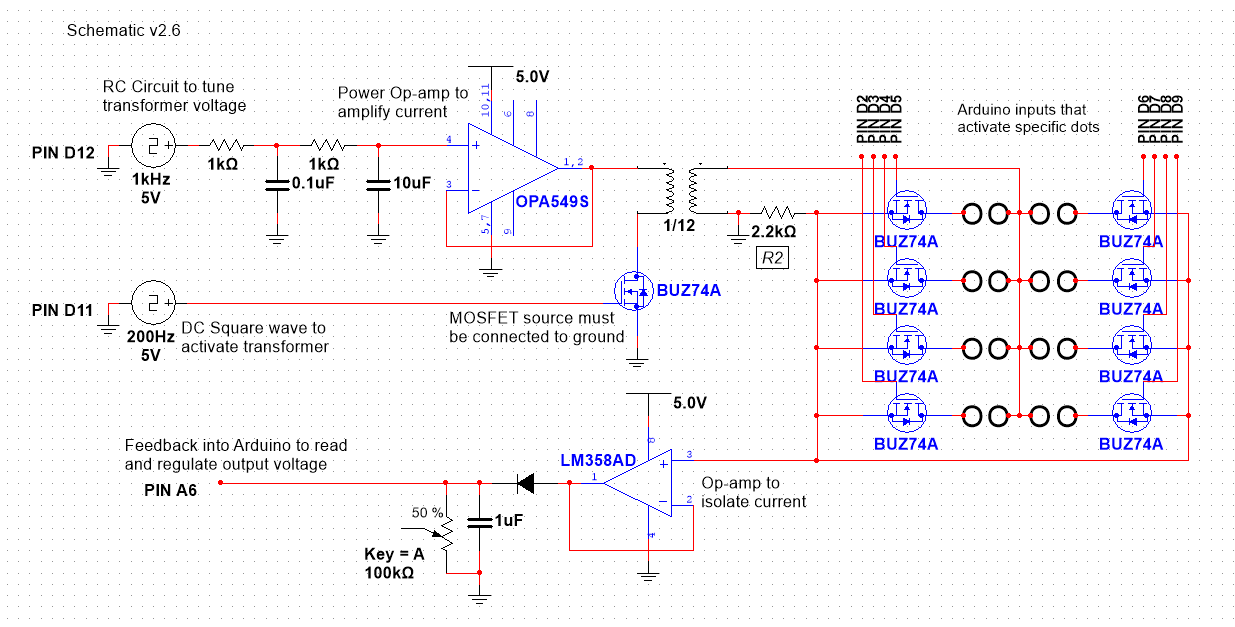 Schematic v2.6
RC Circuit to tune
transformer voltage
Power Op-amp to
amplify current
5.0V
10,11
6
8
PIN D2
PIN D3
PIN D4
PIN D5
Arduino inputs that
activate specific dots
PIN D6
PIN D7
PIN D8
PIN D9
PIN D12
1kHz
5V
1kΩ
1kΩ
0.1uF
10uF
4
3
1,2
OPA549S
5,7
9
1/12
2.2kΩ
R2
BUZ74A
BUZ74A
BUZ74A
BUZ74A
BUZ74A
BUZ74A
BUZ74A
BUZ74A
PIN D11
200Hz
5V
DC Square wave to
activate transformer
BUZ74A
MOSFET source must
be connected to ground
5.0V
Feedback into Arduino to read
and regulate output voltage
PIN A6
LM358AD
8
3
1
2
4
Op-amp to
isolate current
50 %
1uF
Key = A
100kΩ